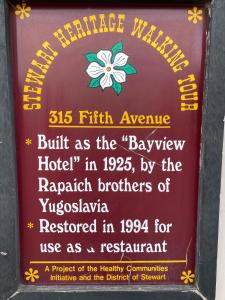 STEWART HERITAGE WALKING TOUR
315 Fifth Avenue
* Built as the “Bayview
Hotel” in 1925, by the
Rapaich brothers of
Yugoslavia
* Restored in 1994 for
use as a restaurant
A Project of the Healthy Communities
Initiative and the District of Stewart